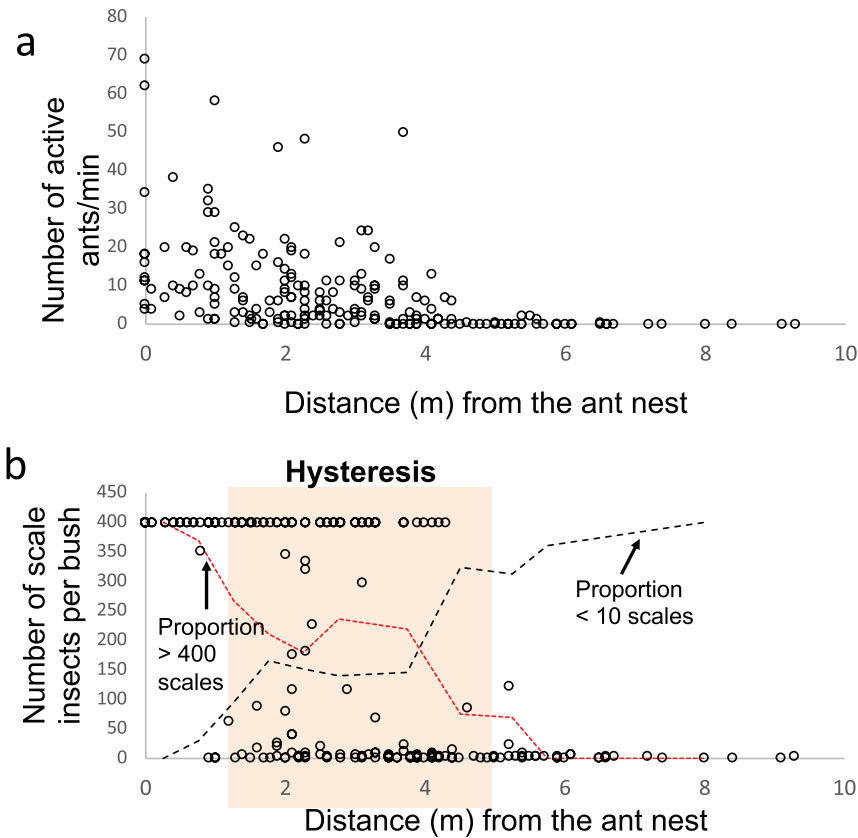 a
80
70
60
50
40
30
20
10
0
Number of active
ants/min
0 2 4 6 8 10
Distance (m) from the ant nest
b
Hysteresis
450
400
350
300
250
200
150
100
50
0
Number of scale
insects per bush
Proportion
> 400
scales
Proportion
< 10 scales
0 2 4 6 8 10
Distance (m) from the ant nest